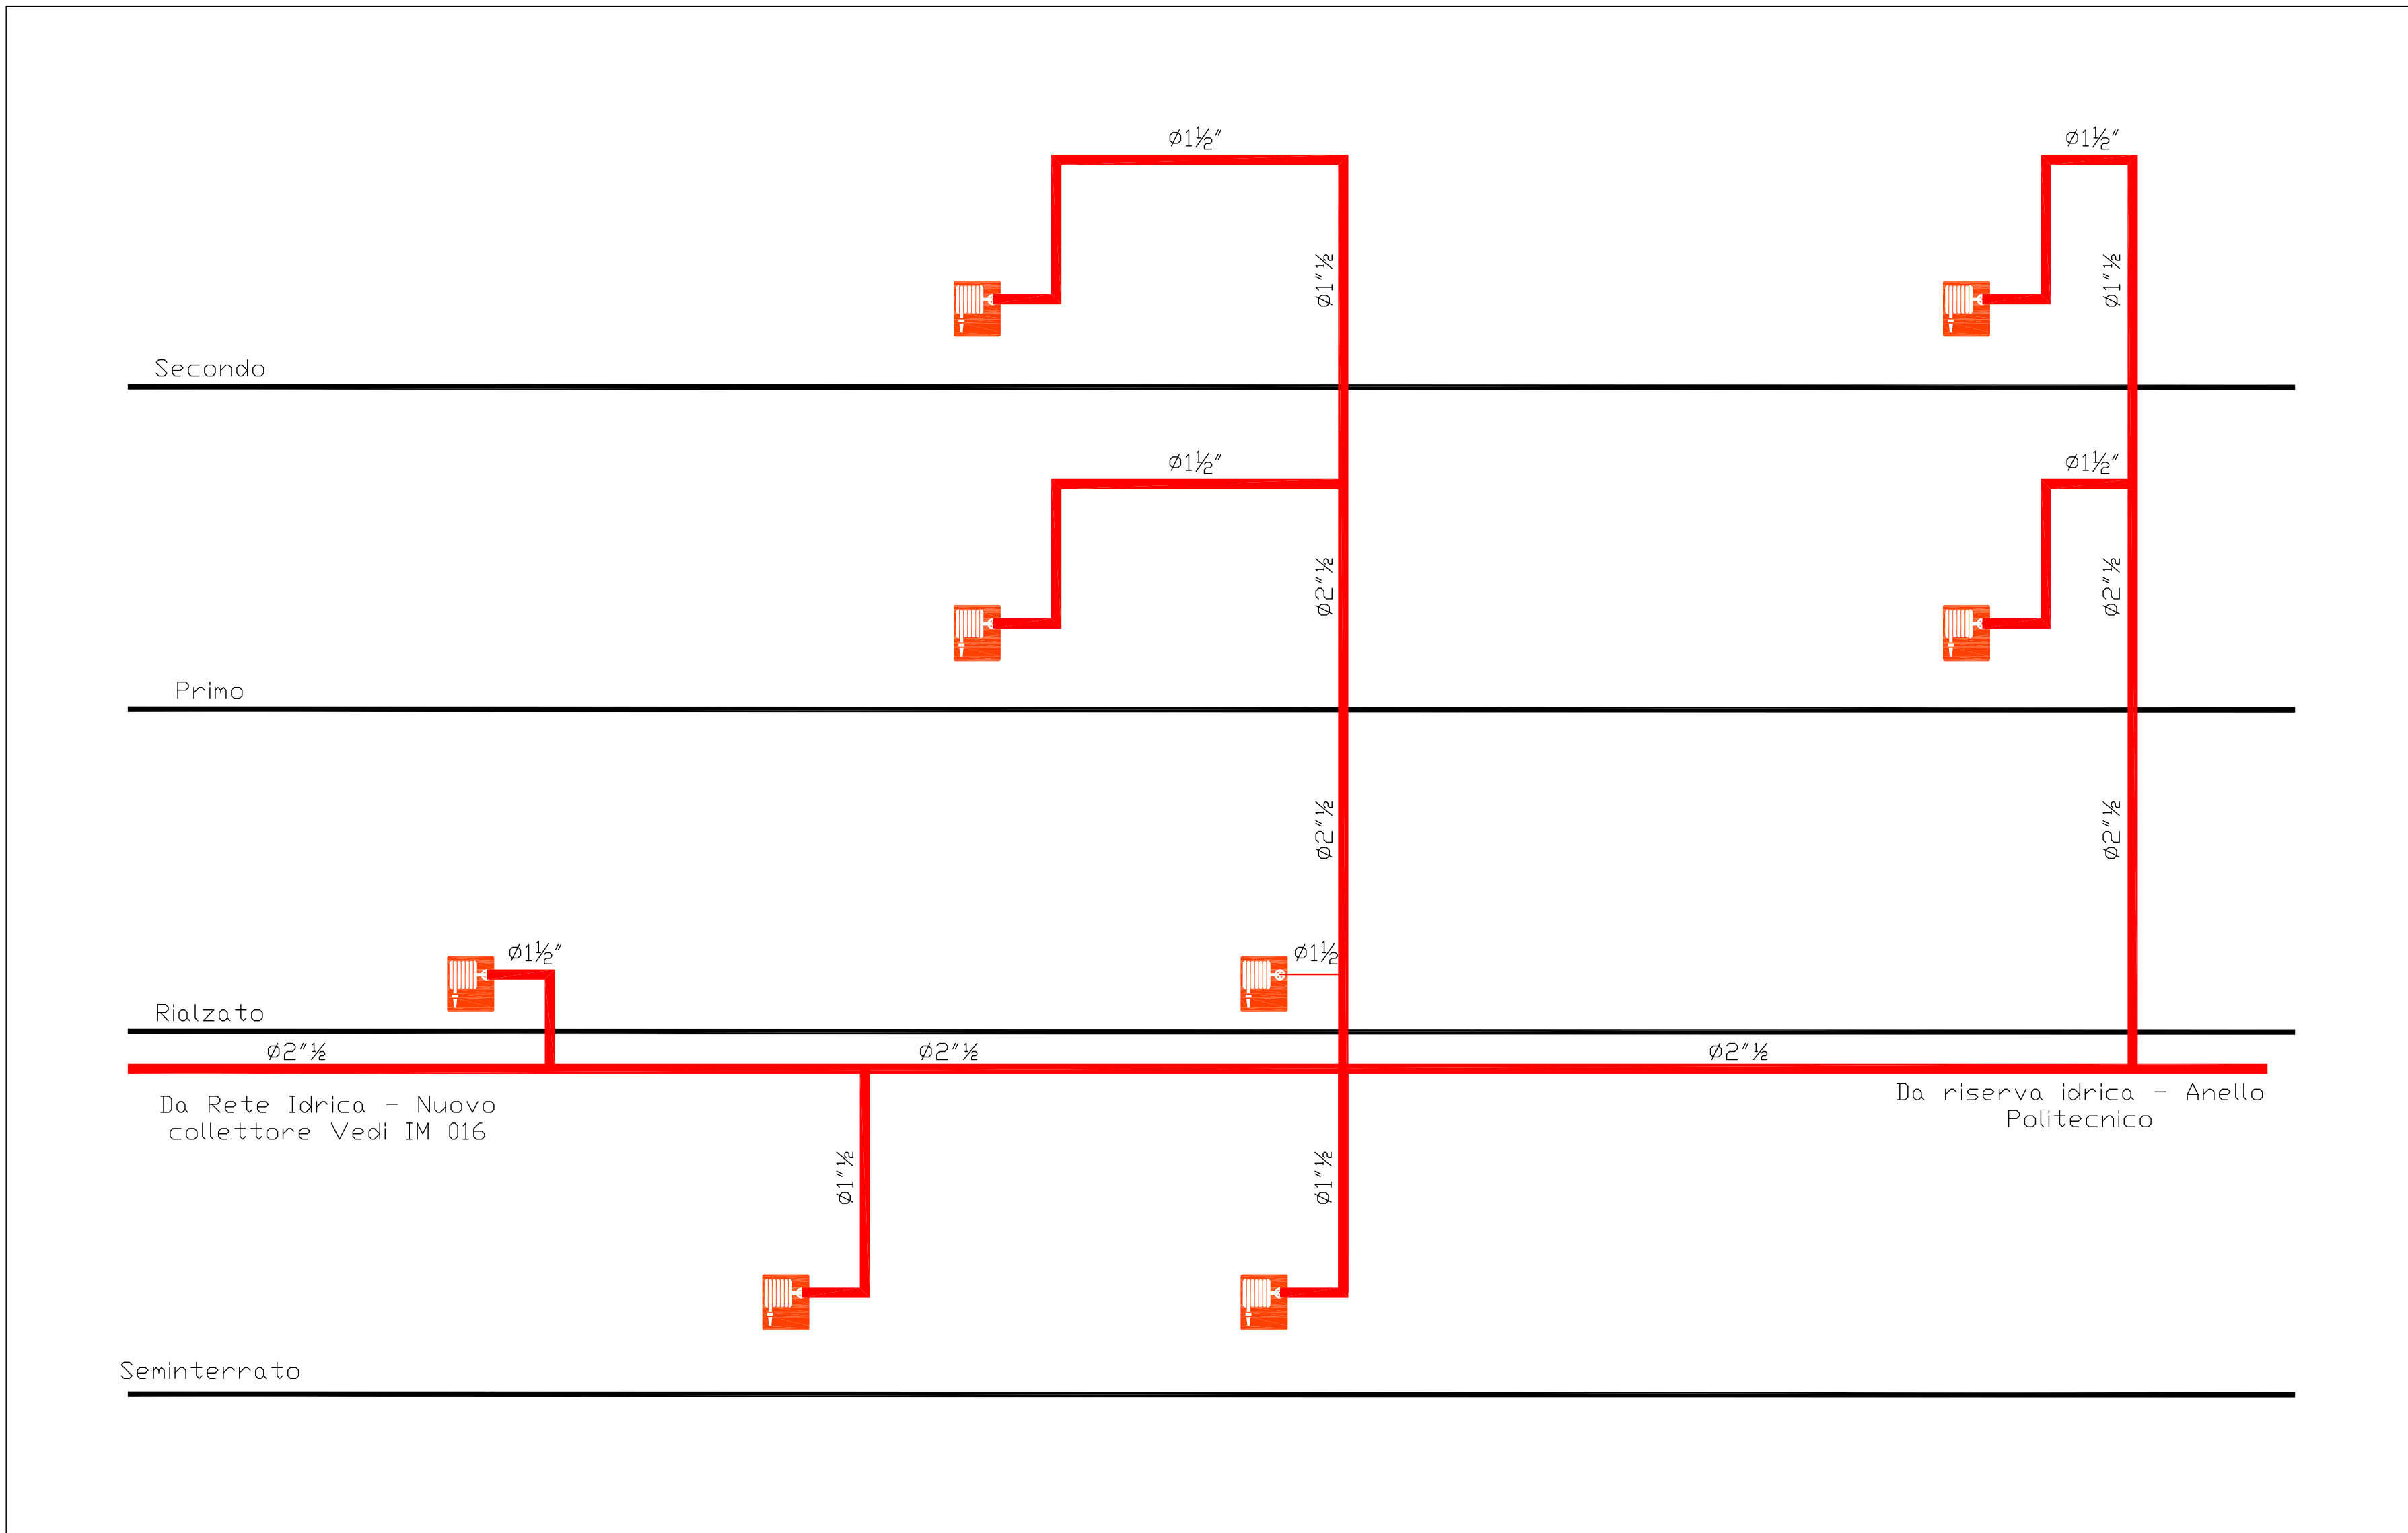 Ø1½"
Ø1½"
Ø1"½
Ø1"½
Secondo
Ø1½"
Ø1½"
Ø2"½
Ø2"½
Primo
Ø2"½
Ø2"½
Ø1½"
Ø1½
Rialzato
Ø2"½
Ø2"½
Ø2"½
Da Rete Idrica - Nuovo
collettore Vedi IM 016
Da riserva idrica - Anello
Politecnico
Ø1"½
Ø1"½
Seminterrato